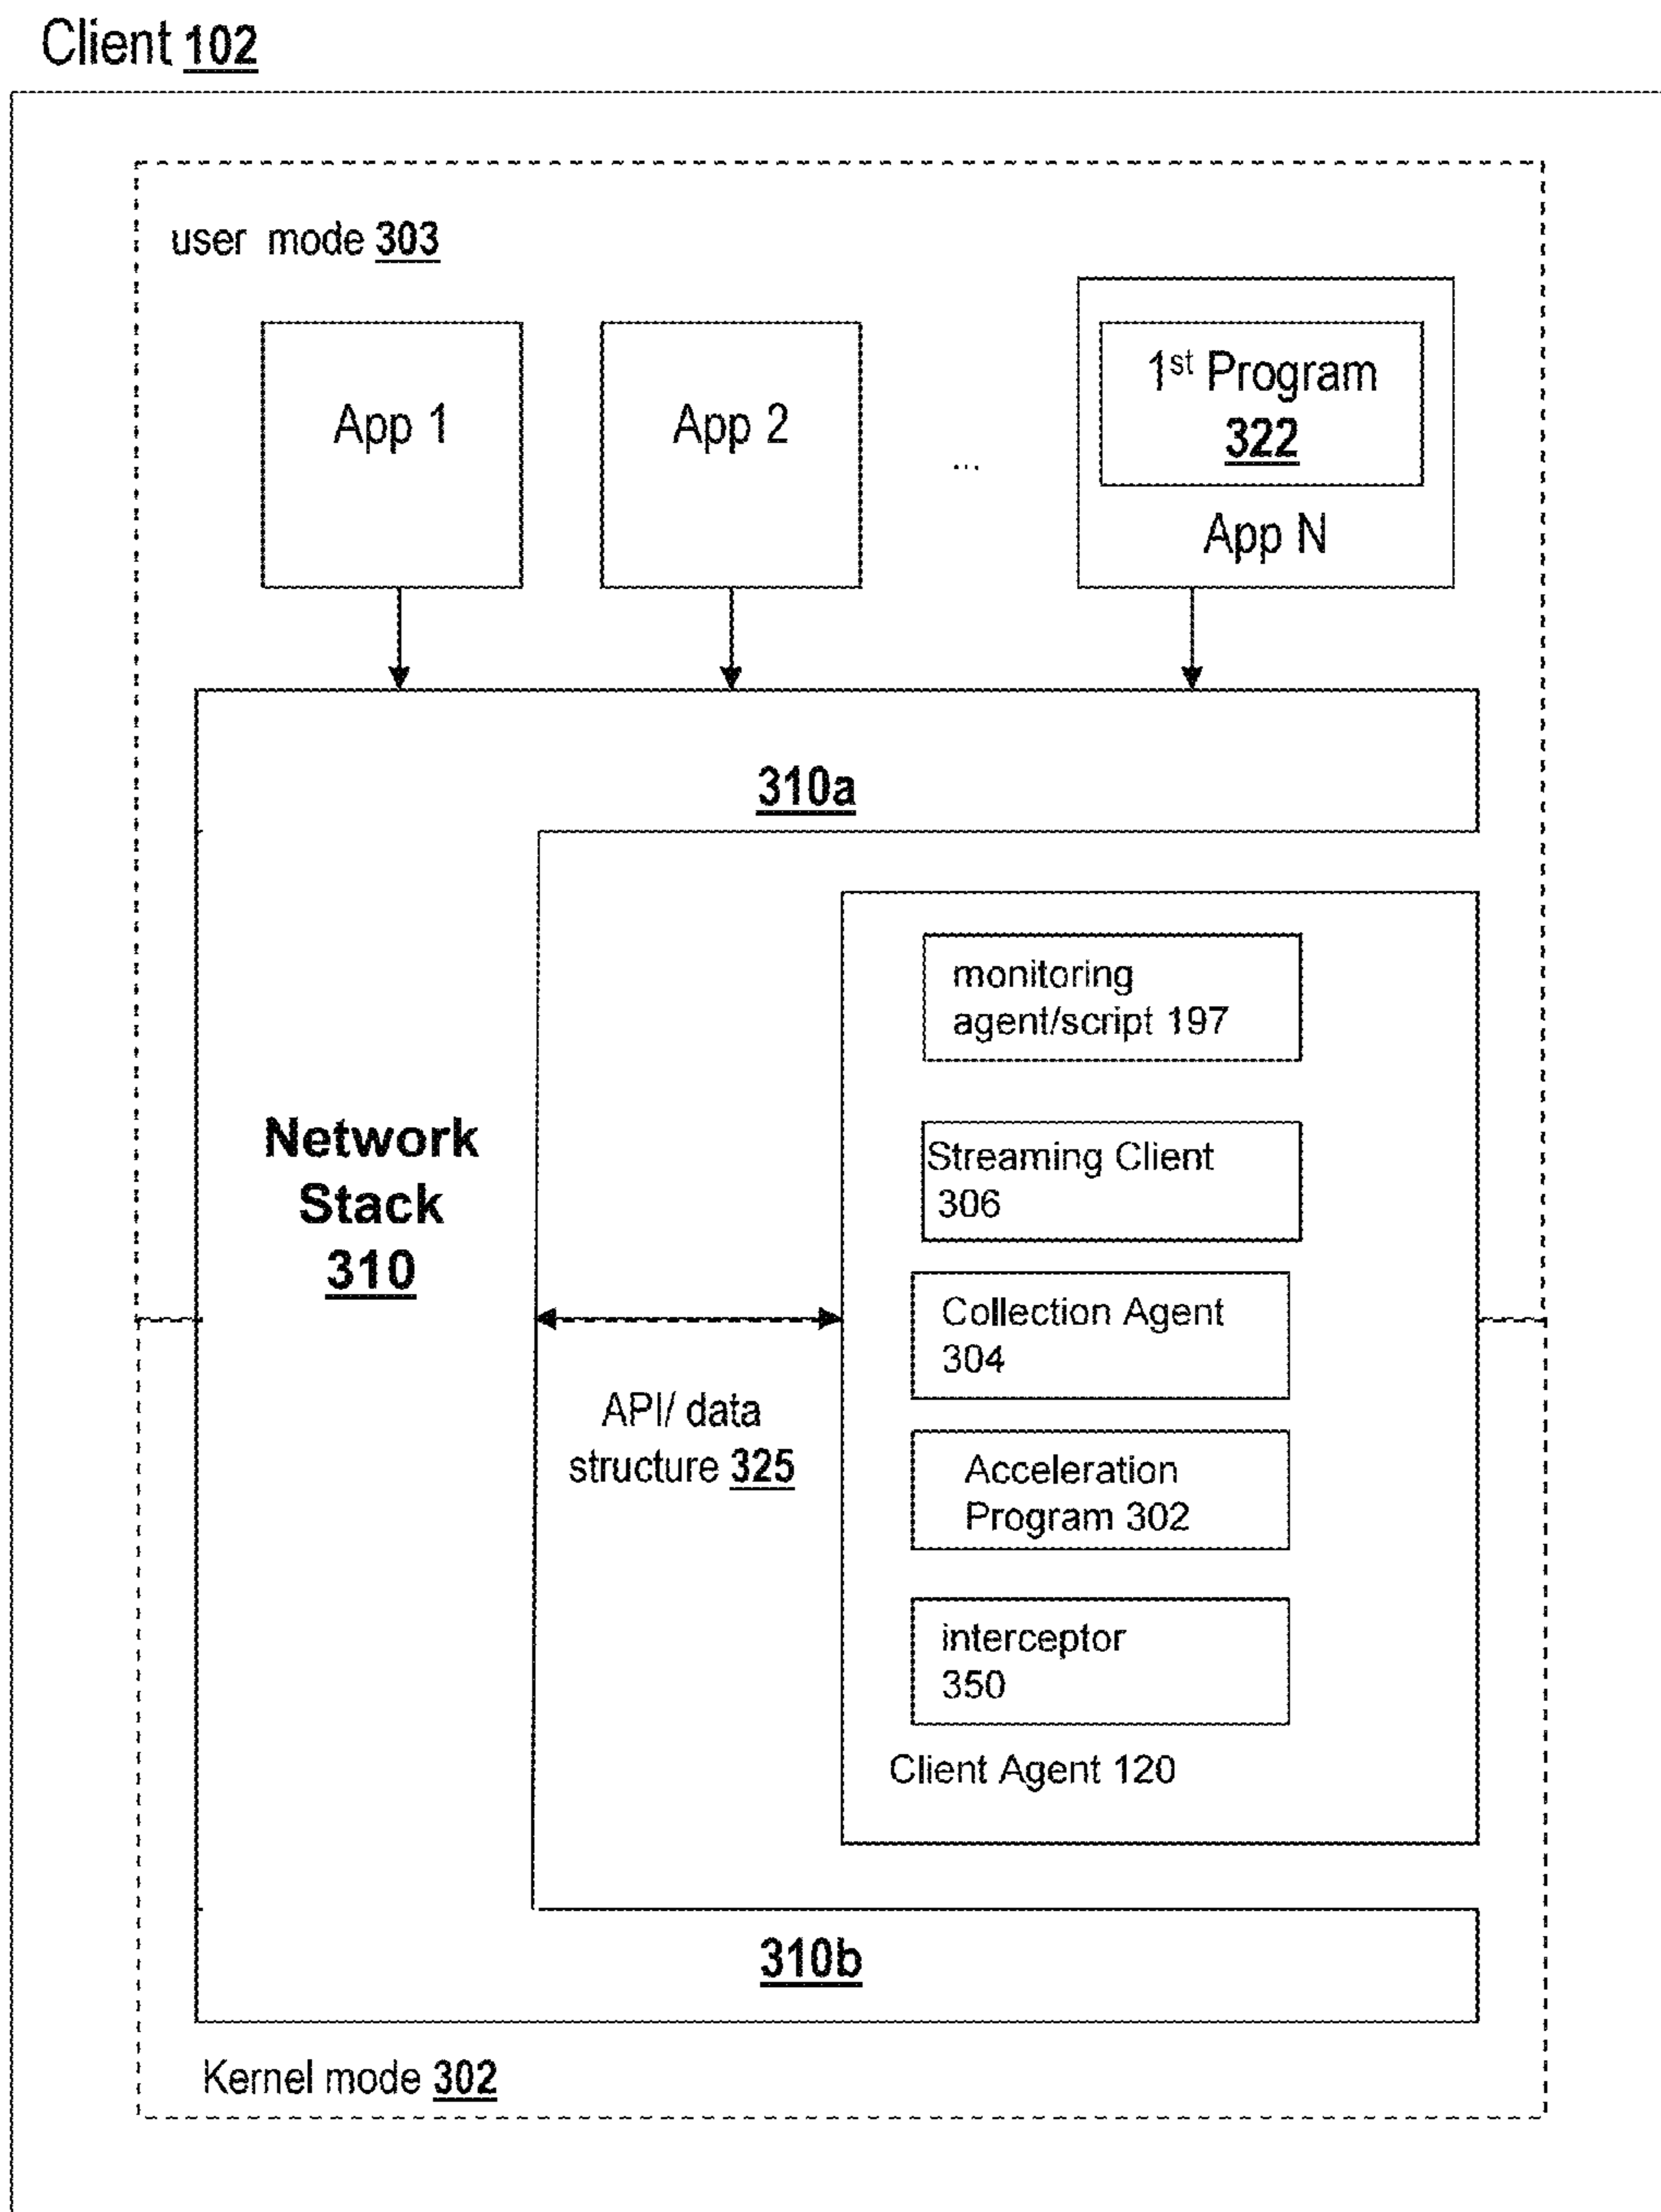 Client 102
user mode 303
App 1
App 2
...
1st Program
322
App N
310a
Network
Stack
310
monitoring
agent/script 197
Streaming Client
306
Collection Agent
304
API/ data
structure 325
Acceleration
Program 302
interceptor
350
Client Agent 120
310b
Kernel mode 302